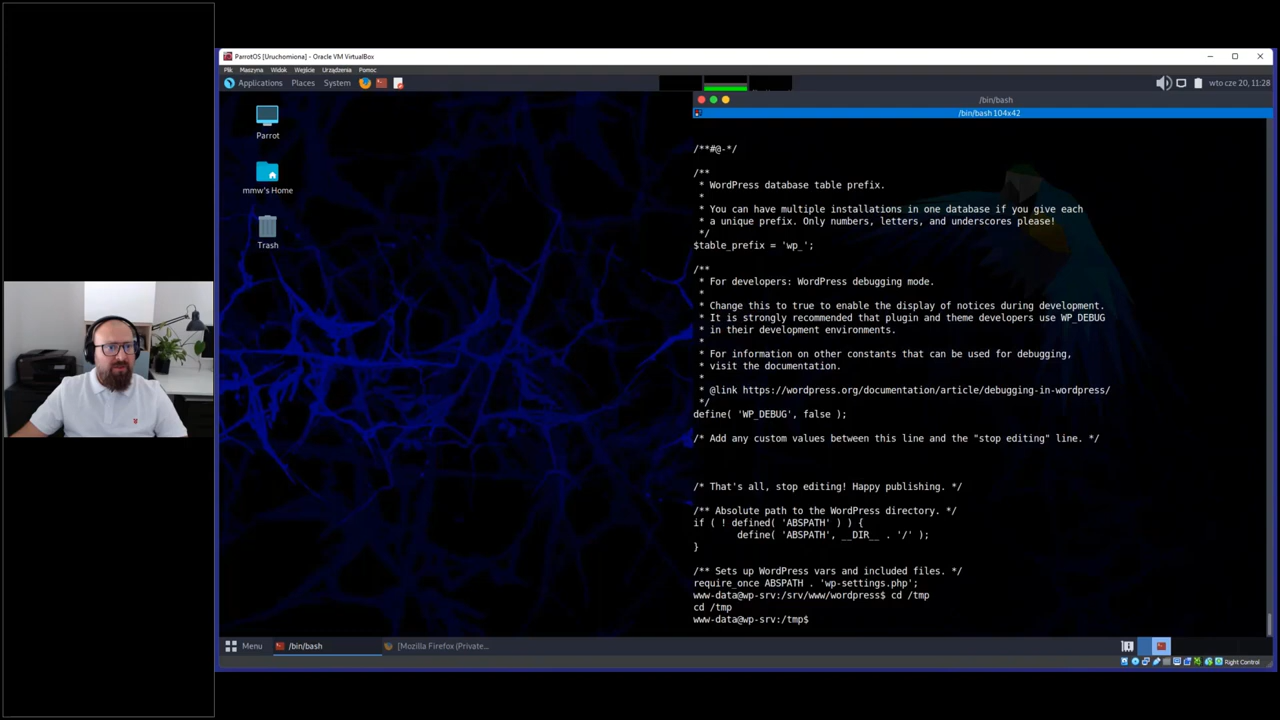 ParrotOS [Uruchomiona] - Oracle VM VirtualBox
Plik Maszyna Widok Wejście Urządzenia Pomoc
Applications Places System
wto cze 20, 11:28
Parrot
mmw's Home
Trash
/bin/bash
/bin/bash 104x42
/**#@-*/
/**
* WordPress database table prefix.
*
* You can have multiple installations in one database if you give each
* a unique prefix. Only numbers, letters, and underscores please!
*/
$table_prefix = 'wp_';
/**
* For developers: WordPress debugging mode.
*
* Change this to true to enable the display of notices during development.
* It is strongly recommended that plugin and theme developers use WP_DEBUG
* in their development environments.
*
* For information on other constants that can be used for debugging,
* visit the documentation.
*
* @link https://wordpress.org/documentation/article/debugging-in-wordpress/
*/
define( 'WP_DEBUG', false );
/* Add any custom values between this line and the "stop editing" line. */
/* That's all, stop editing! Happy publishing. */
/** Absolute path to the WordPress directory. */
if ( ! defined( 'ABSPATH' ) ) {
define( 'ABSPATH', __DIR__ . '/' );
}
/** Sets up WordPress vars and included files. */
require_once ABSPATH . 'wp-settings.php';
www-data@wp-srv:/srv/www/wordpress$ cd /tmp
cd /tmp
www-data@wp-srv:/tmp$
Menu
/bin/bash
[Mozilla Firefox (Private...
Right Control